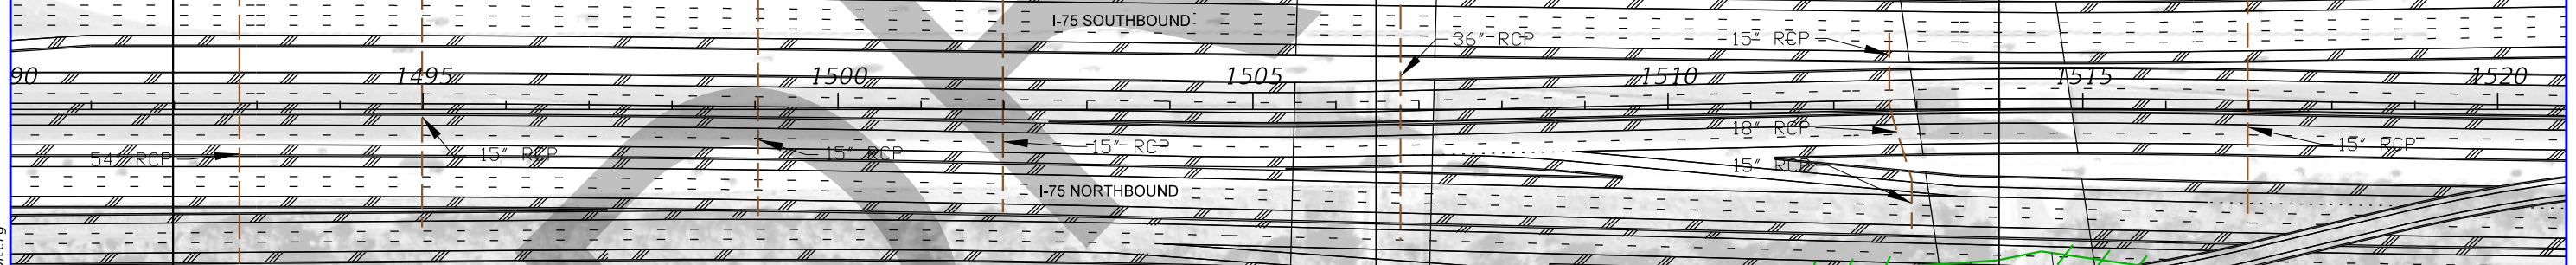 I-75 SOUTHBOUND
36" RCP
15" RCP
90 1495 1500 1505 1510 1515 1520
18" RCP
54" RCP
15" RCP
15" RCP
15" RCP
15" RCP
15" RCP
I-75 NORTHBOUND